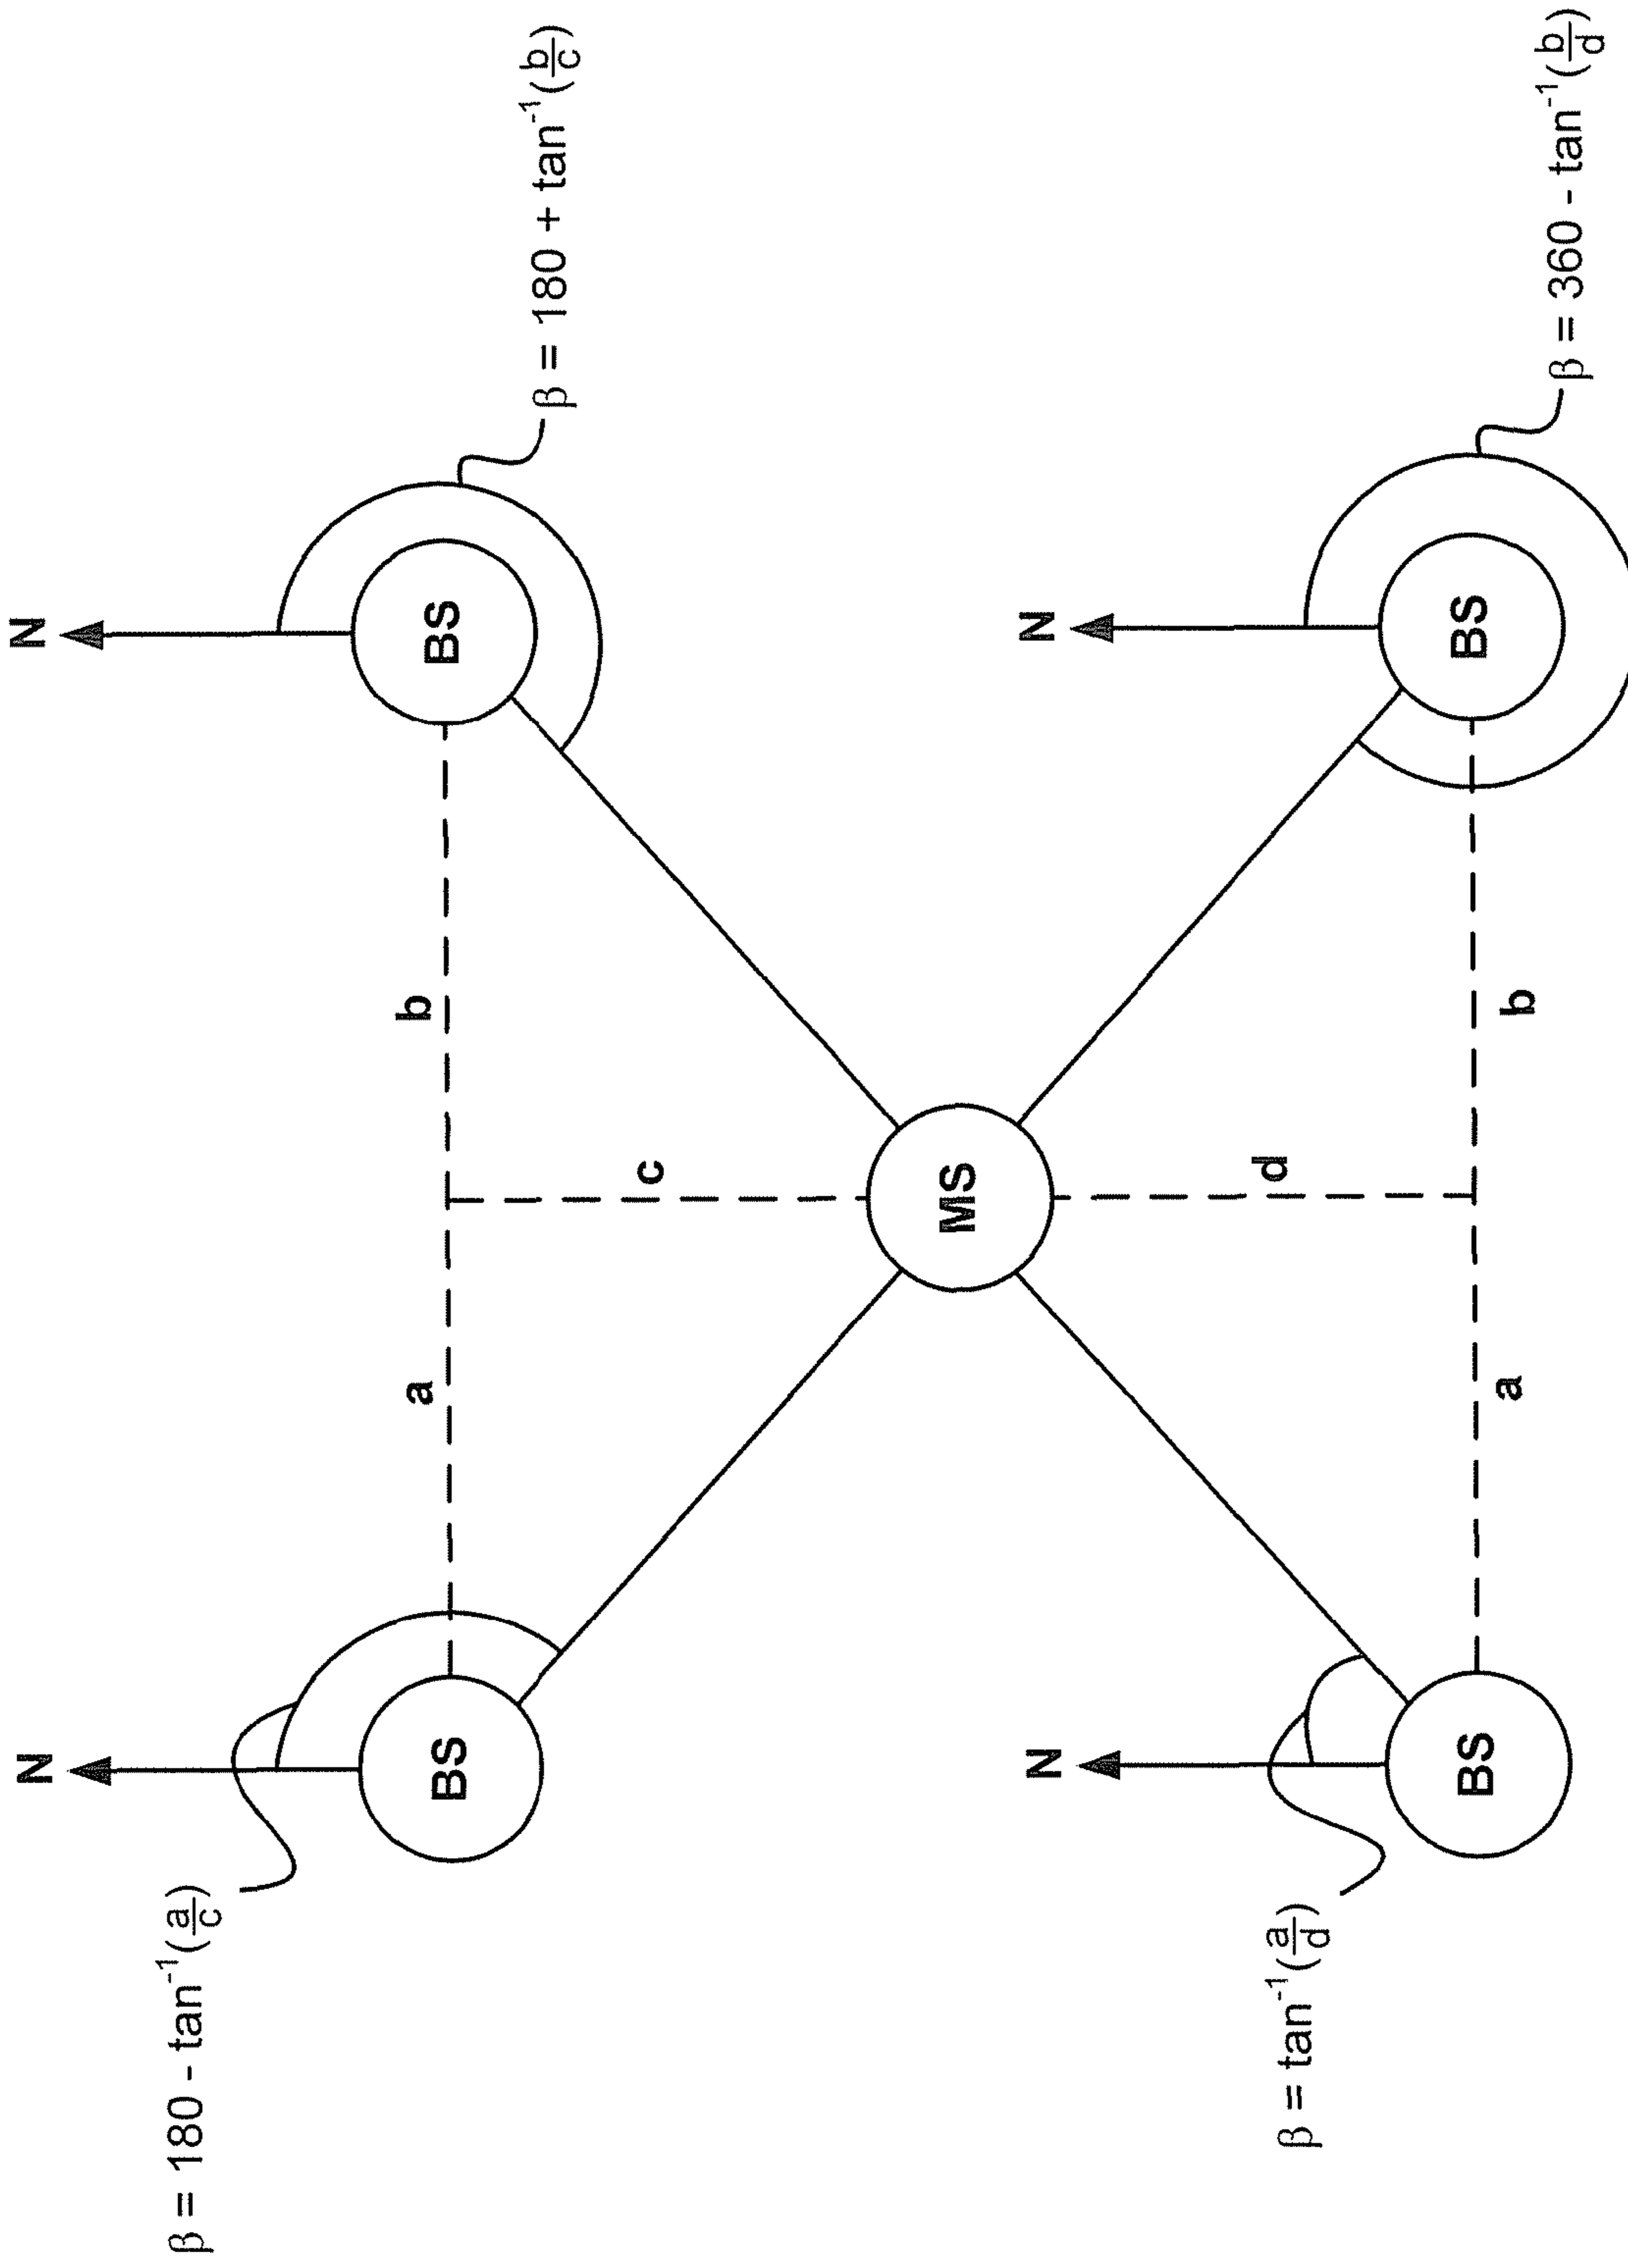 N
N
β = 180 - tan⁻¹(a/c)
a
b
BS
BS
β = 180 + tan⁻¹(b/c)
c
MS
N
N
d
β = tan⁻¹(a/d)
BS
BS
a
b
β = 360 - tan⁻¹(b/d)